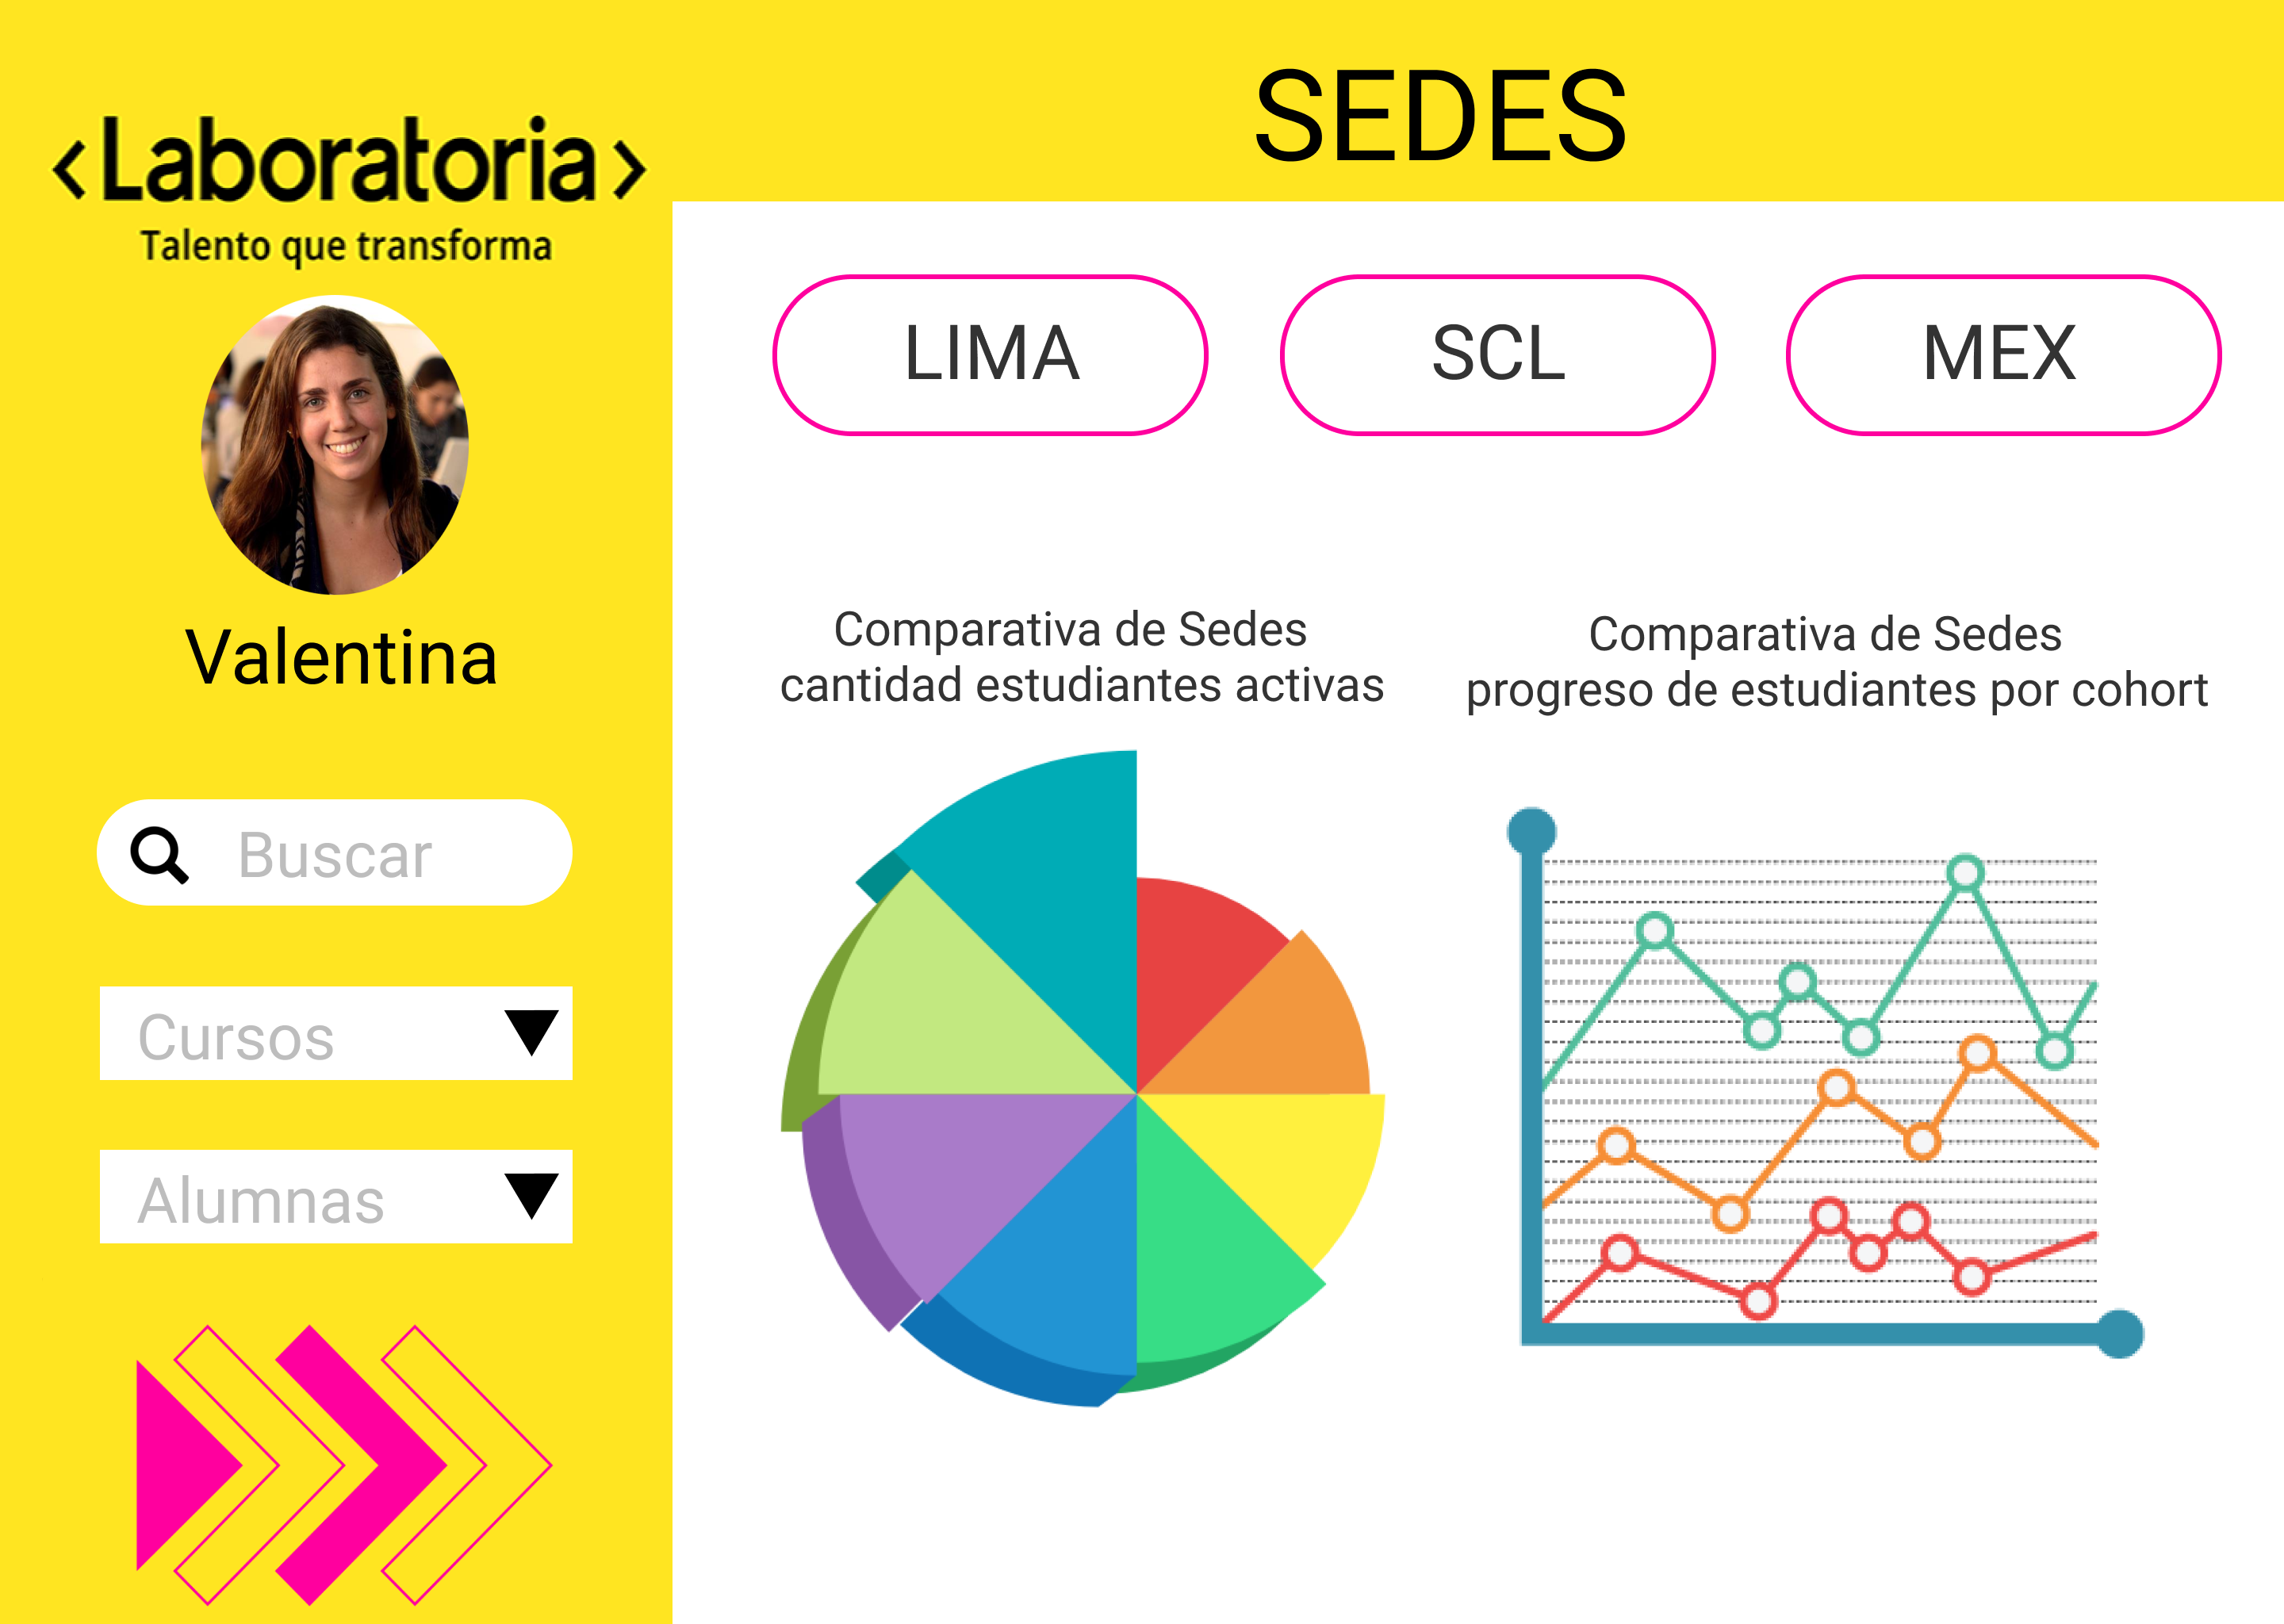 SEDES
<Laboratoria>
Talento que transforma
Valentina
Buscar
Cursos
Alumnas
LIMA
SCL
MEX
Comparativa de Sedes
cantidad estudiantes activas
Comparativa de Sedes
progreso de estudiantes por cohort